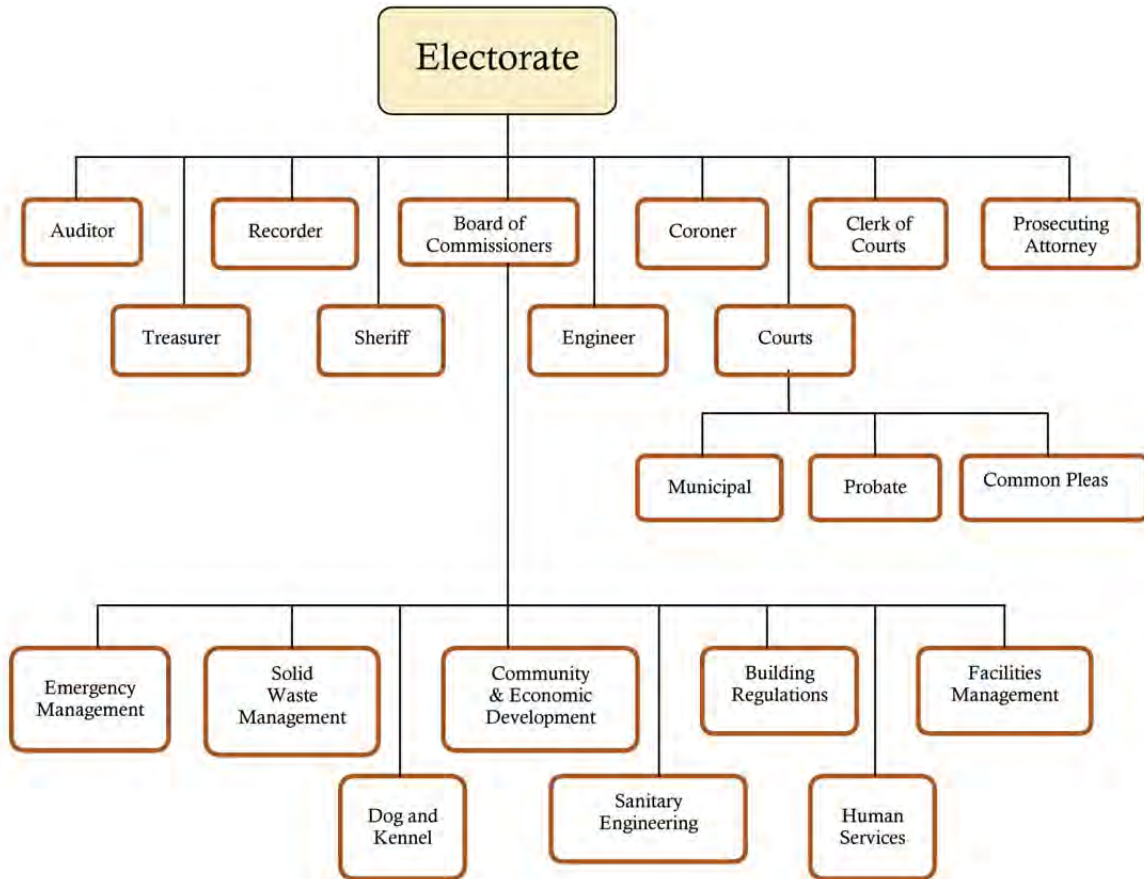 Electorate
Auditor
Recorder
Board of
Commissioners
Coroner
Clerk of
Courts
Prosecuting
Attorney
Treasurer
Sheriff
Engineer
Courts
Municipal
Probate
Common Pleas
Emergency
Management
Solid
Waste
Management
Community
& Economic
Development
Building
Regulations
Facilities
Management
Dog and
Kennel
Sanitary
Engineering
Human
Services